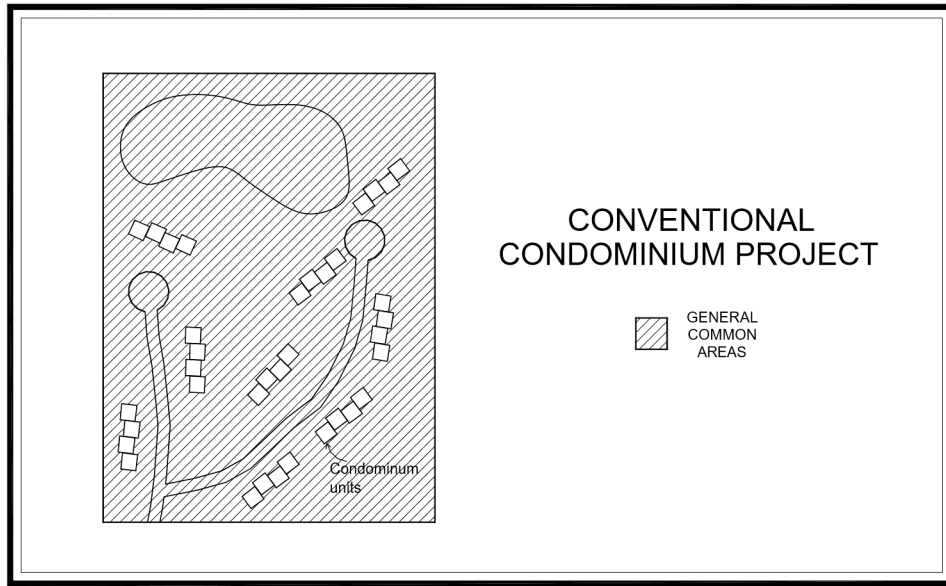 CONVENTIONAL
CONDOMINIUM PROJECT
GENERAL
COMMON
AREAS
Condominum
units